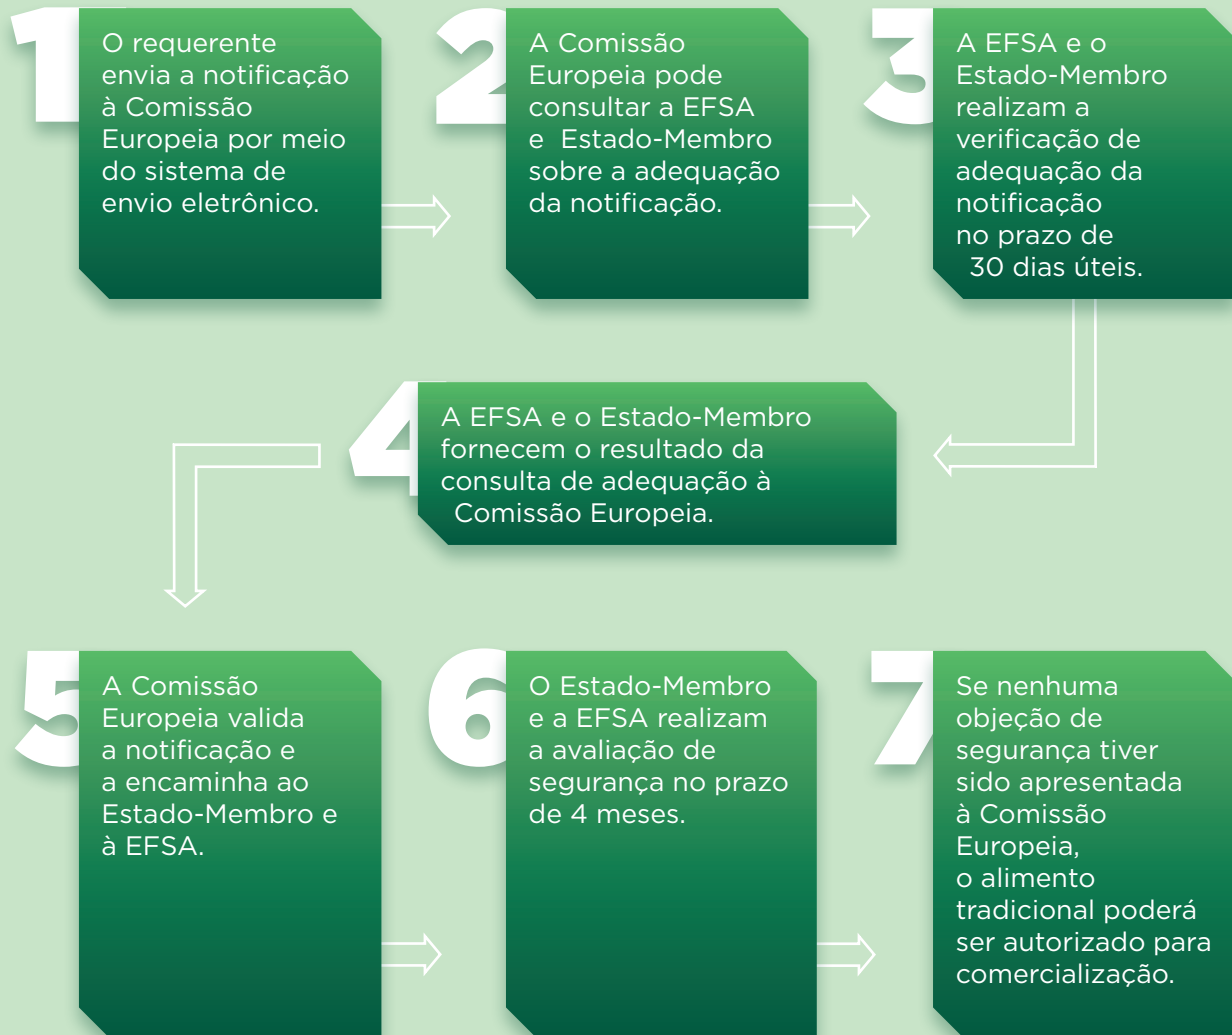 1
O requerente
envia a notificação
à Comissão
Europeia por meio
do sistema de
envio eletrônico.
2
A Comissão
Europeia pode
consultar a EFSA
e Estado-Membro
sobre a adequação
da notificação.
3
A EFSA e o
Estado-Membro
realizam a
verificação de
adequação da
notificação
no prazo de
30 dias úteis.
4
A EFSA e o Estado-Membro
fornecem o resultado da
consulta de adequação à
Comissão Europeia.
5
A Comissão
Europeia valida
a notificação e
a encaminha ao
Estado-Membro e
à EFSA.
6
O Estado-Membro
e a EFSA realizam
a avaliação de
segurança no prazo
de 4 meses.
7
Se nenhuma
objeção de
segurança tiver
sido apresentada
à Comissão
Europeia,
o alimento
tradicional poderá
ser autorizado para
comercialização.